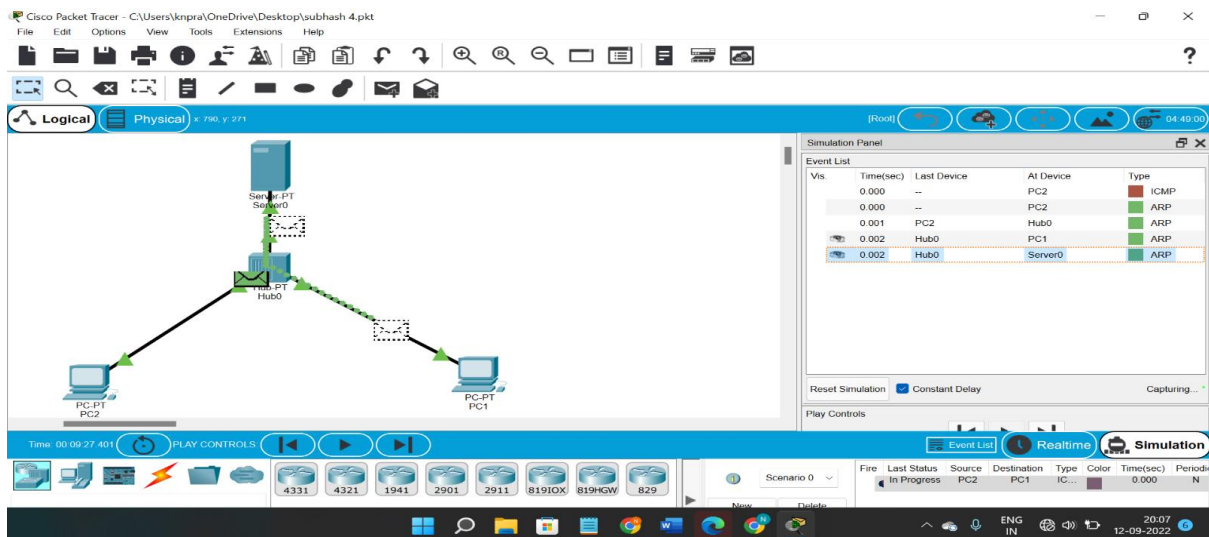 Cisco Packet Tracer - C:\Users\knpra\OneDrive\Desktop\subhash 4.pkt
File Edit Options View Tools Extensions Help
?
Logical Physical x: 790, y: 271 [Root] 04:49:00
Simulation Panel
Event List
Vis. Time(sec) Last Device At Device Type
0.000 -- PC2 ICMP
0.000 -- PC2 ARP
0.001 PC2 Hub0 ARP
0.002 Hub0 PC1 ARP
0.002 Hub0 Server0 ARP
Server-PT
Server0
Hub-PT
Hub0
PC-PT
PC2
PC-PT
PC1
Reset Simulation Constant Delay Capturing...
Play Controls
Time: 00:09:27.401 PLAY CONTROLS Event List Realtime Simulation
4331 4321 1941 2901 2911 819IOX 819HGW 829
Scenario 0
New Delete
Fire Last Status Source Destination Type Color Time(sec) Periodi
In Progress PC2 PC1 IC... 0.000 N
ENG
IN
20:07
12-09-2022
6